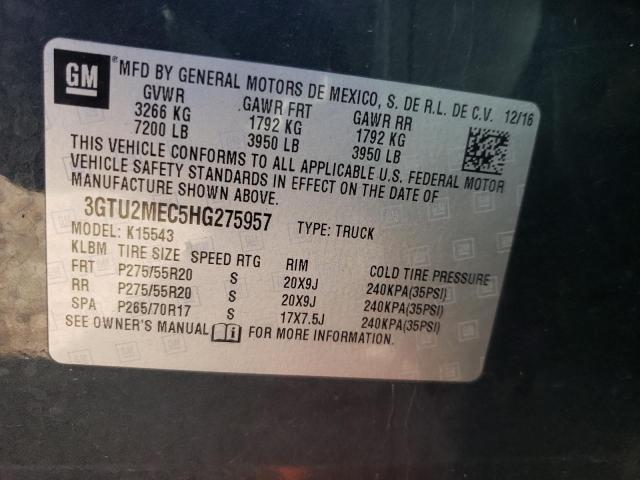 GM
MFD BY GENERAL MOTORS DE MEXICO, S. DE R.L. DE C.V. 12/16
GVWR GAWR FRT GAWR RR
3266 KG 1792 KG 1792 KG
7200 LB 3950 LB 3950 LB
THIS VEHICLE CONFORMS TO ALL APPLICABLE U.S. FEDERAL MOTOR
VEHICLE SAFETY STANDARDS IN EFFECT ON THE DATE OF
MANUFACTURE SHOWN ABOVE.
3GTU2MEC5HG275957 TYPE: TRUCK
MODEL: K15543
KLBM TIRE SIZE SPEED RTG RIM COLD TIRE PRESSURE
FRT P275/55R20 S 20X9J 240KPA(35PSI)
RR P275/55R20 S 20X9J 240KPA(35PSI)
SPA P265/70R17 S 17X7.5J 240KPA(35PSI)
SEE OWNER'S MANUAL FOR MORE INFORMATION.